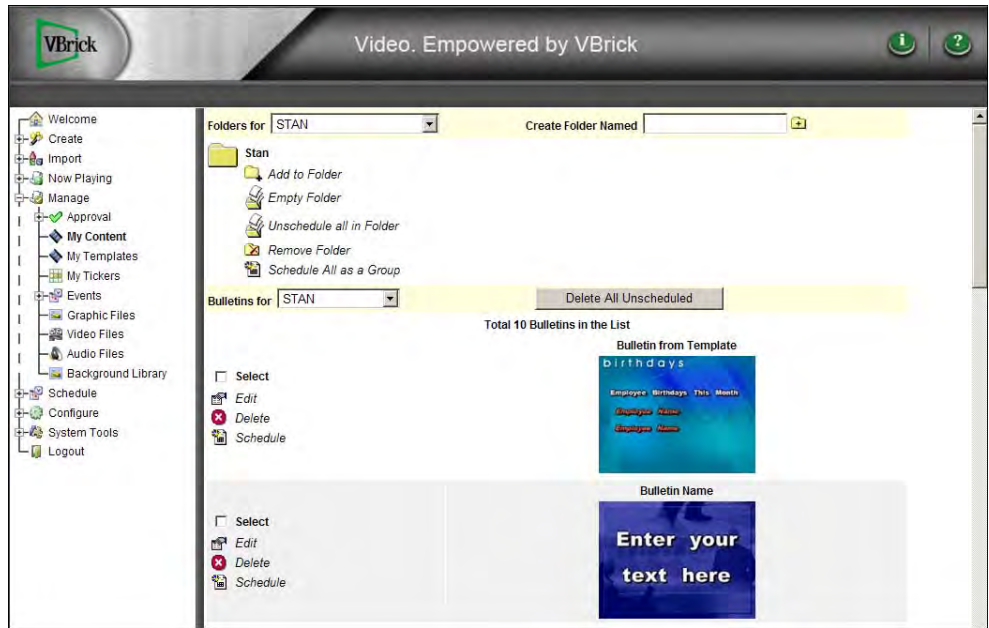 VBrick
Video. Empowered by VBrick
i
?
Welcome
Create
Import
Now Playing
Manage
Approval
My Content
My Templates
My Tickers
Events
Graphic Files
Video Files
Audio Files
Background Library
Schedule
Configure
System Tools
Logout
Folders for STAN
Create Folder Named
Stan
Add to Folder
Empty Folder
Unschedule all in Folder
Remove Folder
Schedule All as a Group
Bulletins for STAN
Delete All Unscheduled
Total 10 Bulletins in the List
Bulletin from Template
Select
Edit
Delete
Schedule
birthdays
Employee Birthdays This Month
Employee Name
Employee Name
Bulletin Name
Select
Edit
Delete
Schedule
Enter your
text here